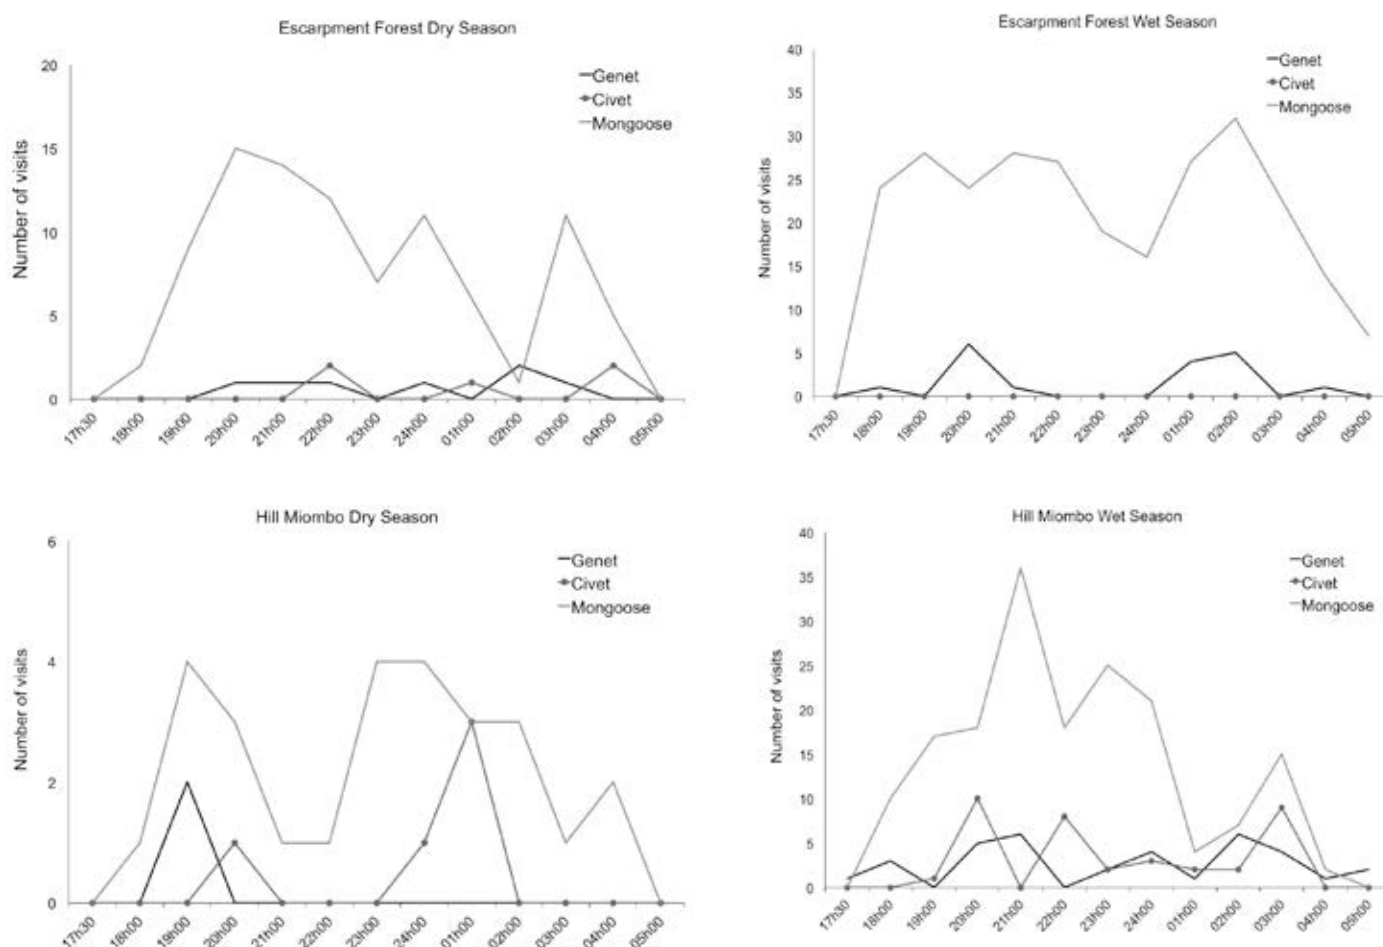 Escarpment Forest Dry Season
Number of visits
20
15
10
5
0
Genet
Civet
Mongoose
17h30 18h00 19h00 20h00 21h00 22h00 23h00 24h00 01h00 02h00 03h00 04h00 05h00
Escarpment Forest Wet Season
Number of visits
40
35
30
25
20
15
10
5
0
Genet
Civet
Mongoose
17h30 18h00 19h00 20h00 21h00 22h00 23h00 24h00 01h00 02h00 03h00 04h00 05h00
Hill Miombo Dry Season
Number of visits
6
4
2
0
Genet
Civet
Mongoose
17h30 18h00 19h00 20h00 21h00 22h00 23h00 24h00 01h00 02h00 03h00 04h00 05h00
Hill Miombo Wet Season
Number of visits
40
35
30
25
20
15
10
5
0
Genet
Civet
Mongoose
17h30 18h00 19h00 20h00 21h00 22h00 23h00 24h00 01h00 02h00 03h00 04h00 05h00